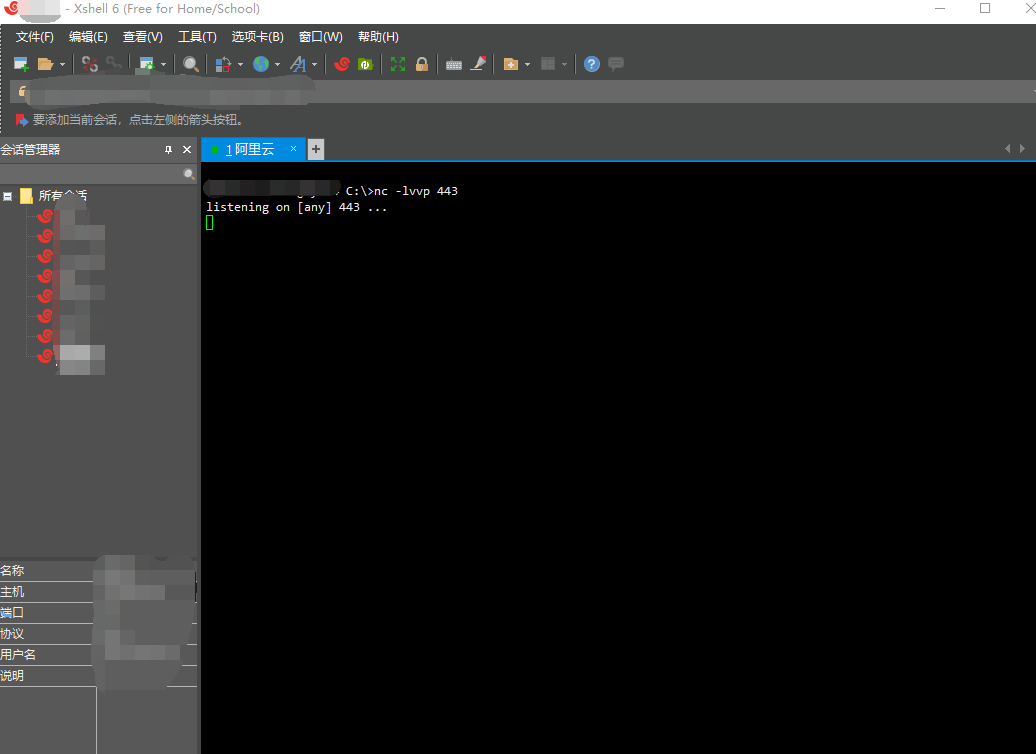 - Xshell 6 (Free for Home/School)
文件(F) 编辑(E) 查看(V) 工具(T) 选项卡(B) 窗口(W) 帮助(H)
要添加当前会话，点击左侧的箭头按钮。
会话管理器
1 阿里云
所有会话
C:\>nc -lvvp 443
listening on [any] 443 ...
名称
主机
端口
协议
用户名
说明